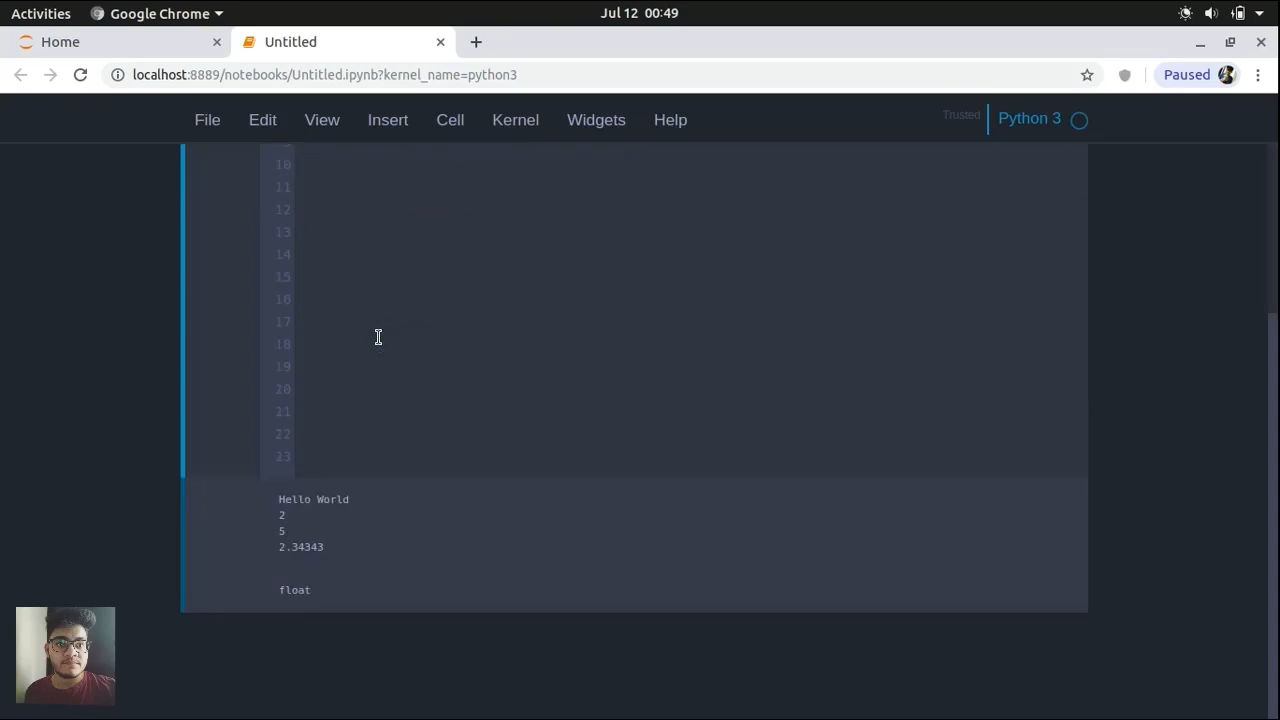 Activities Google Chrome Jul 12 00:49
Home Untitled
localhost:8889/notebooks/Untitled.ipynb?kernel_name=python3 Paused
File Edit View Insert Cell Kernel Widgets Help Trusted Python 3
10
11
12
13
14
15
16
17
18
19
20
21
22
23
Hello World
2
5
2.34343
float